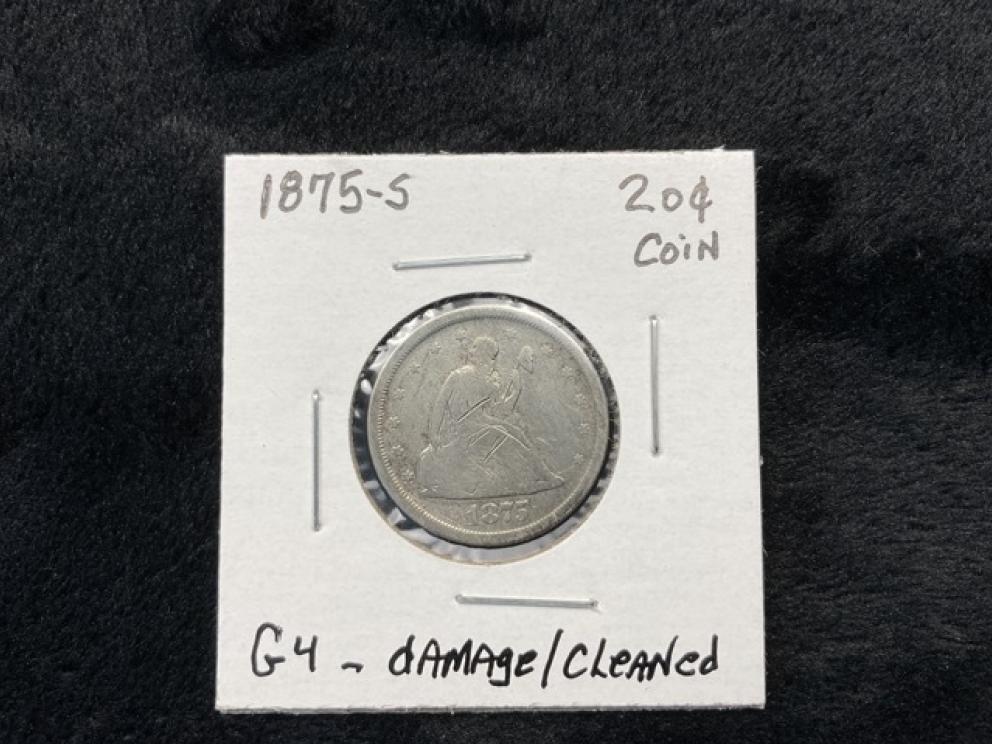 1875-S
20¢
COiN
1875
G4 - dAMAge/CLEANed